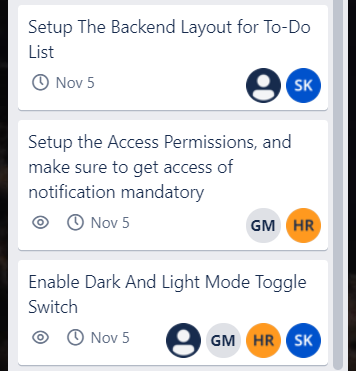 Setup The Backend Layout for To-Do
List
Nov 5
SK
Setup the Access Permissions, and
make sure to get access of
notification mandatory
Nov 5
GM HR
Enable Dark And Light Mode Toggle
Switch
Nov 5
GM HR SK